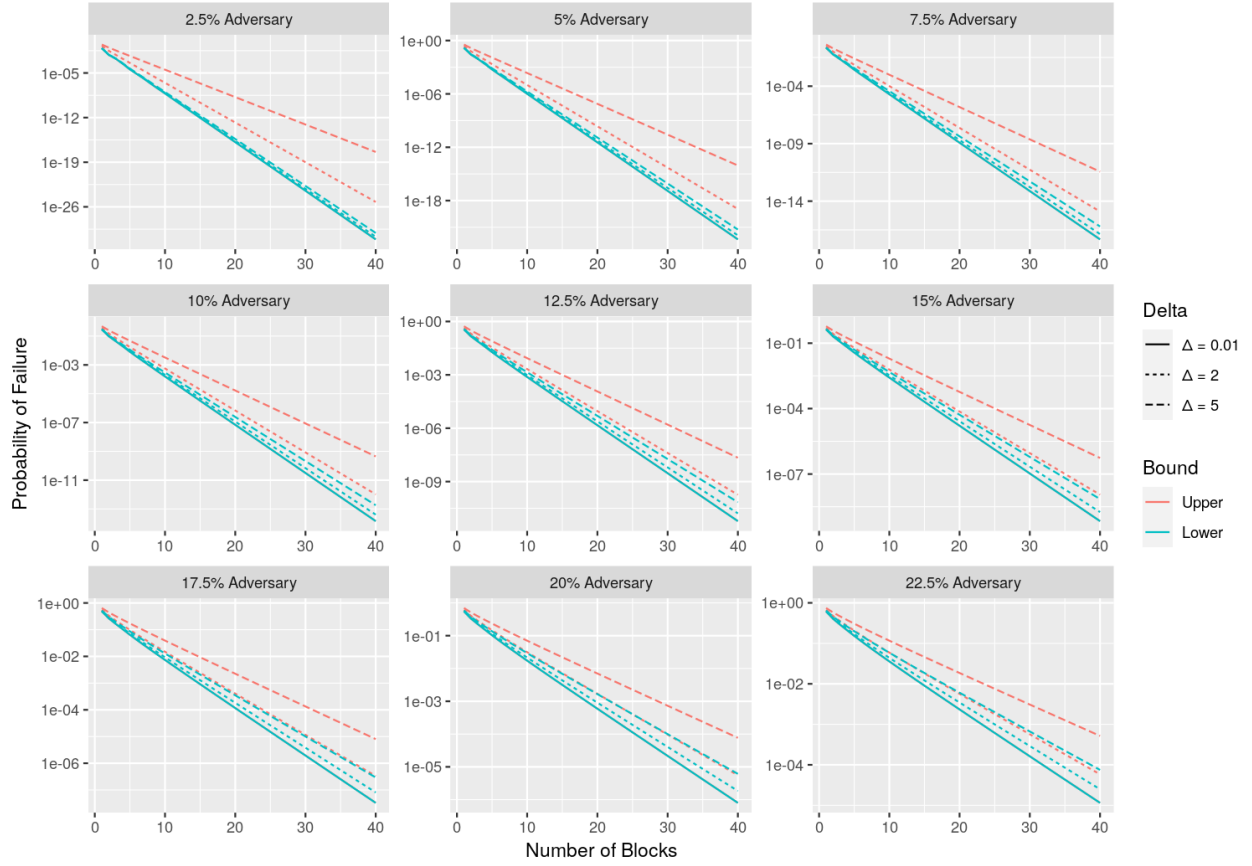 2.5% Adversary
5% Adversary
7.5% Adversary
1e-05
1e-12
1e-19
1e-26
1e+00
1e-06
1e-12
1e-18
1e-04
1e-09
1e-14
0 10 20 30 40
0 10 20 30 40
0 10 20 30 40
10% Adversary
12.5% Adversary
15% Adversary
1e-03
1e-07
1e-11
1e+00
1e-03
1e-06
1e-09
1e-01
1e-04
1e-07
0 10 20 30 40
0 10 20 30 40
0 10 20 30 40
17.5% Adversary
20% Adversary
22.5% Adversary
1e+00
1e-02
1e-04
1e-06
1e-01
1e-03
1e-05
1e+00
1e-02
1e-04
0 10 20 30 40
0 10 20 30 40
0 10 20 30 40
Probability of Failure
Number of Blocks
Delta
Δ = 0.01
Δ = 2
Δ = 5
Bound
Upper
Lower